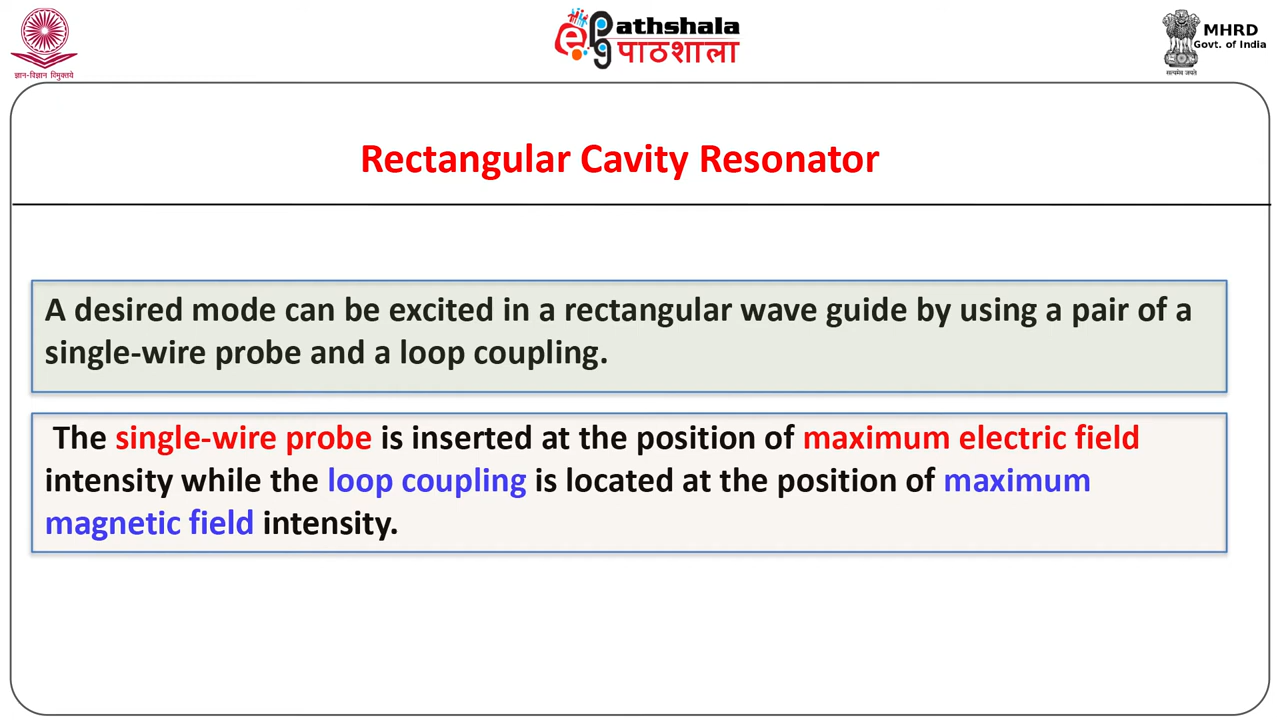 ज्ञान-विज्ञान विमुक्तये
ePathshala
पाठशाला
MHRD
Govt. of India
सत्यमेव जयते
Rectangular Cavity Resonator
A desired mode can be excited in a rectangular wave guide by using a pair of a
single-wire probe and a loop coupling.
The single-wire probe is inserted at the position of maximum electric field
intensity while the loop coupling is located at the position of maximum
magnetic field intensity.